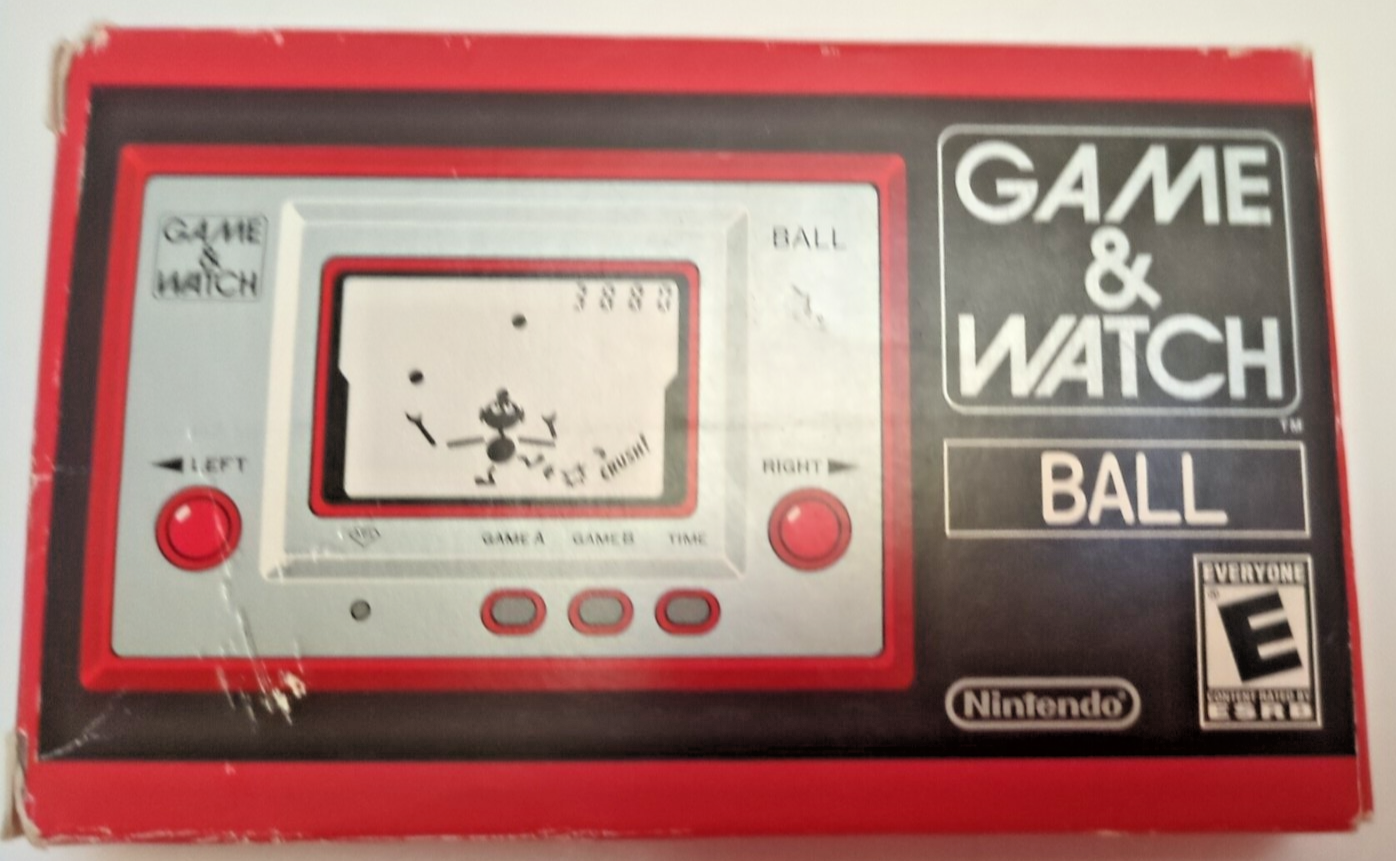 GAME
&
WATCH
BALL
3880
◄ LEFT
RIGHT ►
CRUSH!
GAME A GAME B TIME
GAME
&
WATCH
TM
BALL
EVERYONE
E
CONTENT RATED BY
ESRB
Nintendo®